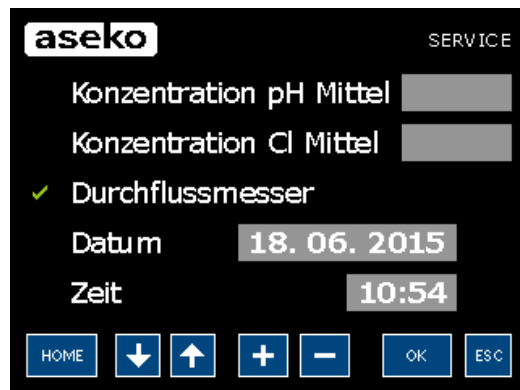 aseko SERVICE
Konzentration pH Mittel
Konzentration Cl Mittel
Durchflussmesser
Datum 18. 06. 2015
Zeit 10:54
HOME + − OK ESC